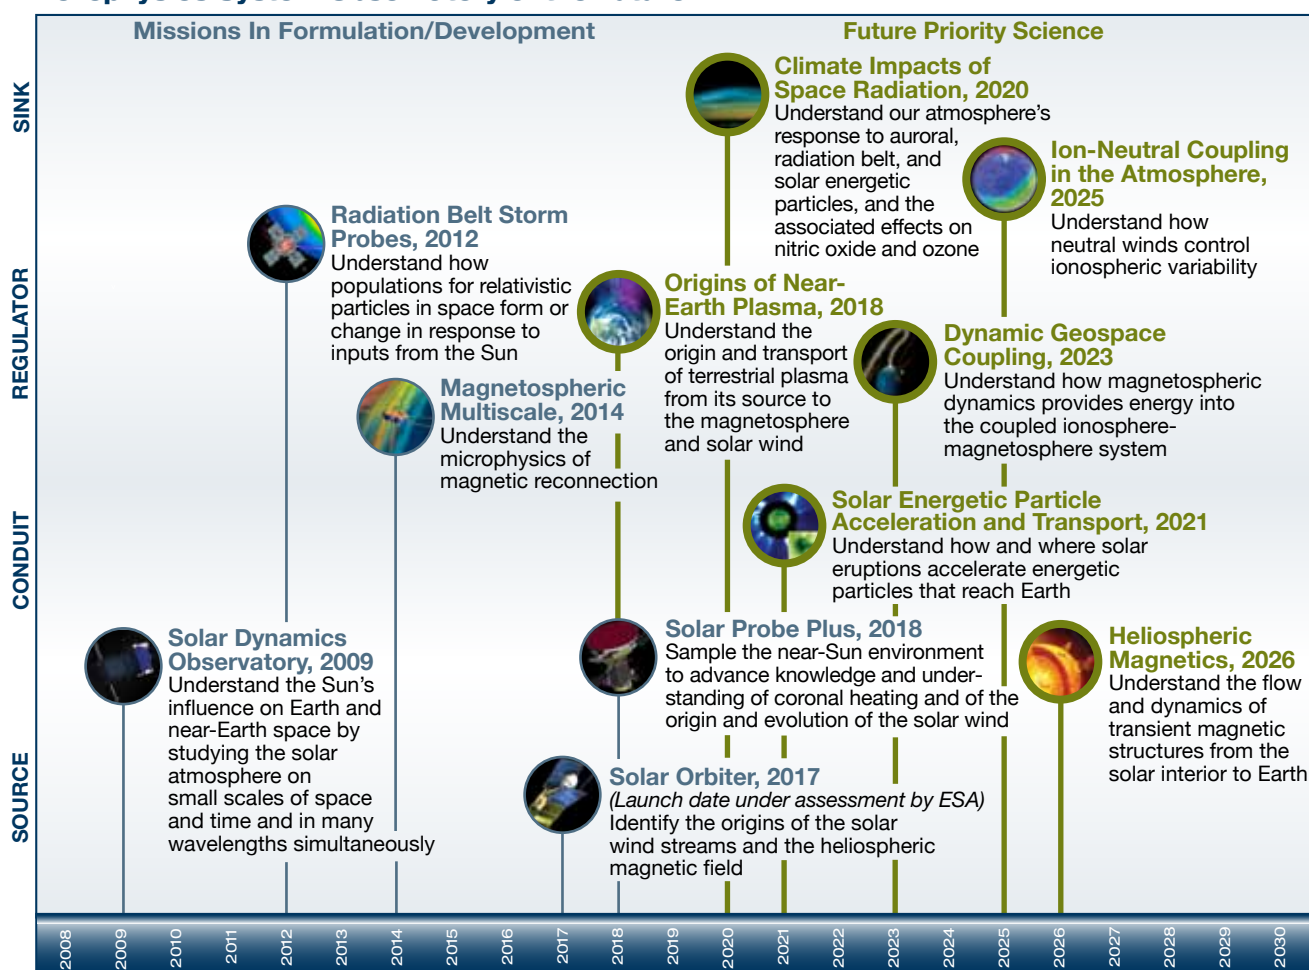 Missions In Formulation/Development
Future Priority Science
SINK
REGULATOR
CONDUIT
SOURCE
Climate Impacts of
Space Radiation, 2020
Understand our atmosphere's
response to auroral,
radiation belt, and
solar energetic
particles, and the
associated effects on
nitric oxide and ozone
Ion-Neutral Coupling
in the Atmosphere,
2025
Understand how
neutral winds control
ionospheric variability
Radiation Belt Storm
Probes, 2012
Understand how
populations for relativistic
particles in space form or
change in response to
inputs from the Sun
Origins of Near-
Earth Plasma, 2018
Understand the
origin and transport
of terrestrial plasma
from its source to
the magnetosphere
and solar wind
Dynamic Geospace
Coupling, 2023
Understand how magnetospheric
dynamics provides energy into
the coupled ionosphere-
magnetosphere system
Magnetospheric
Multiscale, 2014
Understand the
microphysics of
magnetic reconnection
Solar Energetic Particle
Acceleration and Transport, 2021
Understand how and where solar
eruptions accelerate energetic
particles that reach Earth
Solar Dynamics
Observatory, 2009
Understand the Sun's
influence on Earth and
near-Earth space by
studying the solar
atmosphere on
small scales of space
and time and in many
wavelengths simultaneously
Solar Probe Plus, 2018
Sample the near-Sun environment
to advance knowledge and under-
standing of coronal heating and of the
origin and evolution of the solar wind
Heliospheric
Magnetics, 2026
Understand the flow
and dynamics of
transient magnetic
structures from the
solar interior to Earth
Solar Orbiter, 2017
(Launch date under assessment by ESA)
Identify the origins of the solar
wind streams and the heliospheric
magnetic field
2008
2009
2010
2011
2012
2013
2014
2015
2016
2017
2018
2019
2020
2021
2022
2023
2024
2025
2026
2027
2028
2029
2030